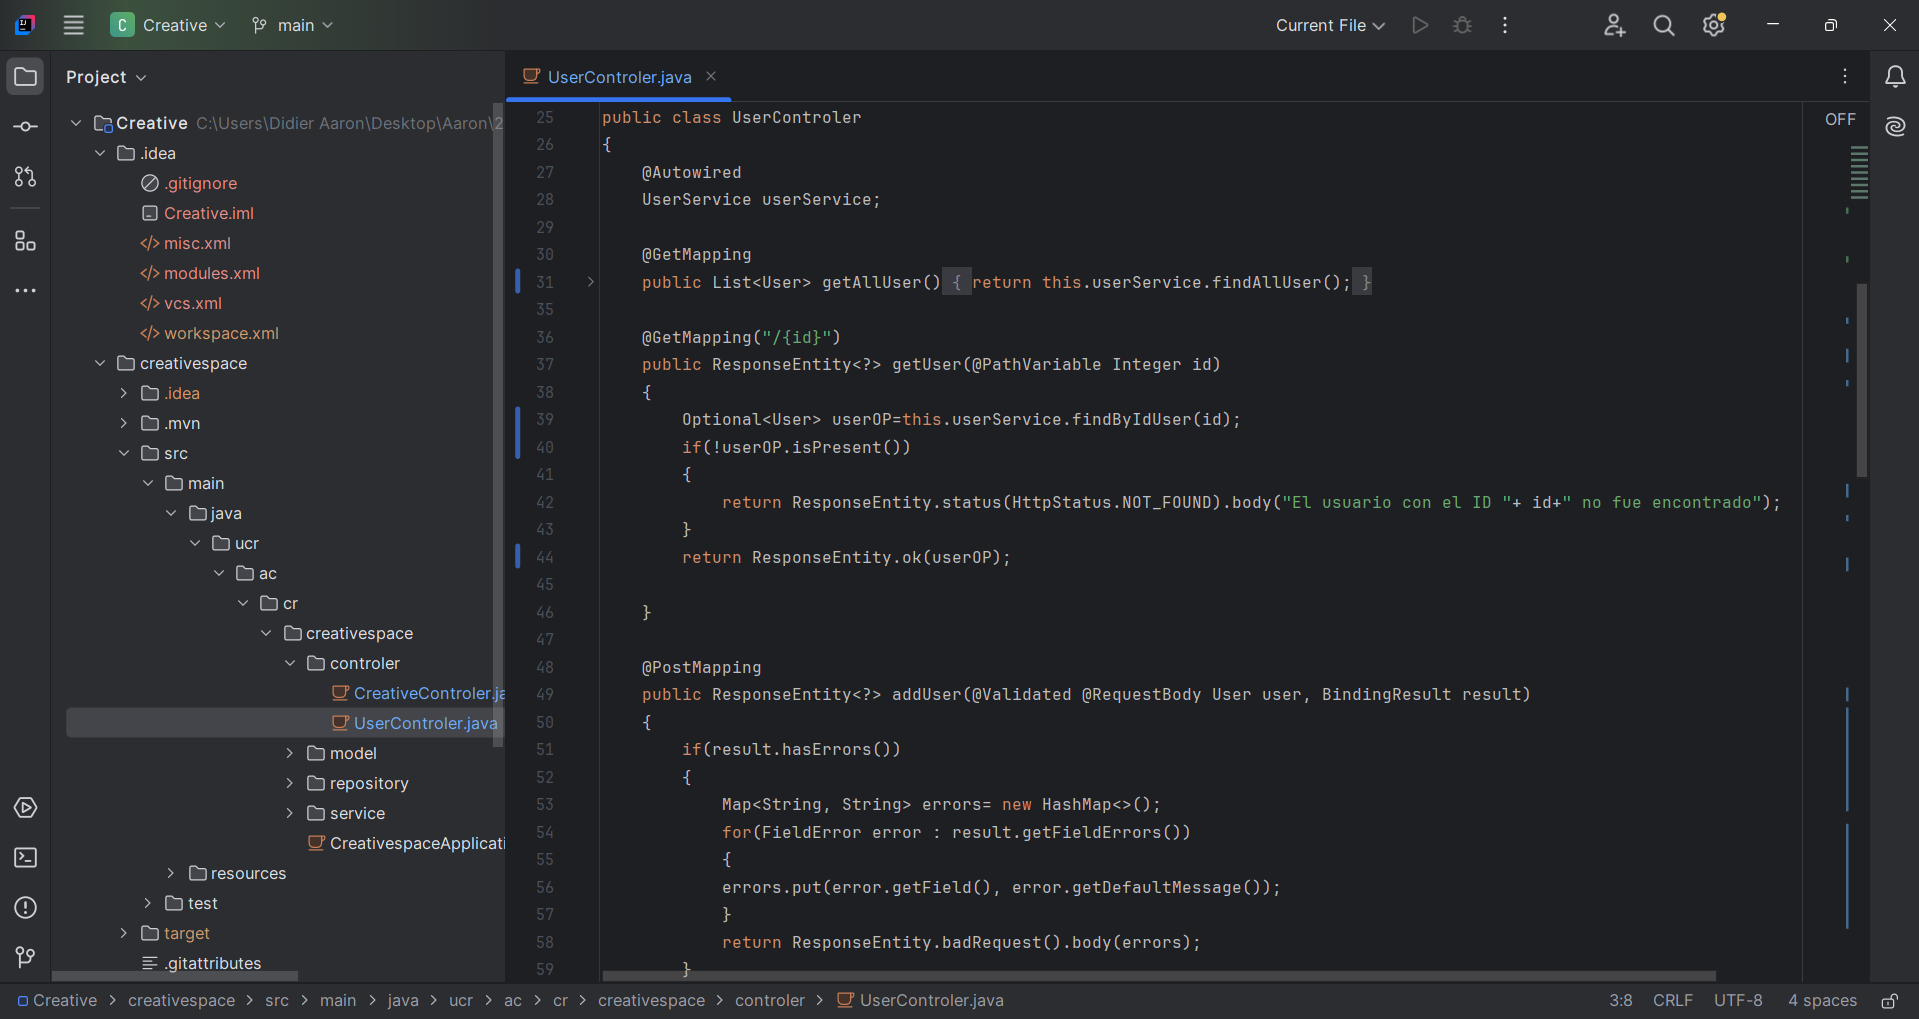 C Creative main Current File
Project
Creative C:\Users\Didier Aaron\Desktop\Aaron\2
.idea
.gitignore
Creative.iml
</> misc.xml
</> modules.xml
</> vcs.xml
</> workspace.xml
creativespace
.idea
.mvn
src
main
java
ucr
ac
cr
creativespace
controler
CreativeControler.ja
UserControler.java
model
repository
service
CreativespaceApplicati
resources
test
target
.gitattributes
UserControler.java
OFF
25 public class UserControler
26 {
27 @Autowired
28 UserService userService;
29
30 @GetMapping
31 public List<User> getAllUser() { return this.userService.findAllUser(); }
35
36 @GetMapping("/{id}")
37 public ResponseEntity<?> getUser(@PathVariable Integer id)
38 {
39 Optional<User> userOP=this.userService.findByIdUser(id);
40 if(!userOP.isPresent())
41 {
42 return ResponseEntity.status(HttpStatus.NOT_FOUND).body("El usuario con el ID "+ id+" no fue encontrado");
43 }
44 return ResponseEntity.ok(userOP);
45
46 }
47
48 @PostMapping
49 public ResponseEntity<?> addUser(@Validated @RequestBody User user, BindingResult result)
50 {
51 if(result.hasErrors())
52 {
53 Map<String, String> errors= new HashMap<>();
54 for(FieldError error : result.getFieldErrors())
55 {
56 errors.put(error.getField(), error.getDefaultMessage());
57 }
58 return ResponseEntity.badRequest().body(errors);
59 }
Creative > creativespace > src > main > java > ucr > ac > cr > creativespace > controler > UserControler.java 3:8 CRLF UTF-8 4 spaces